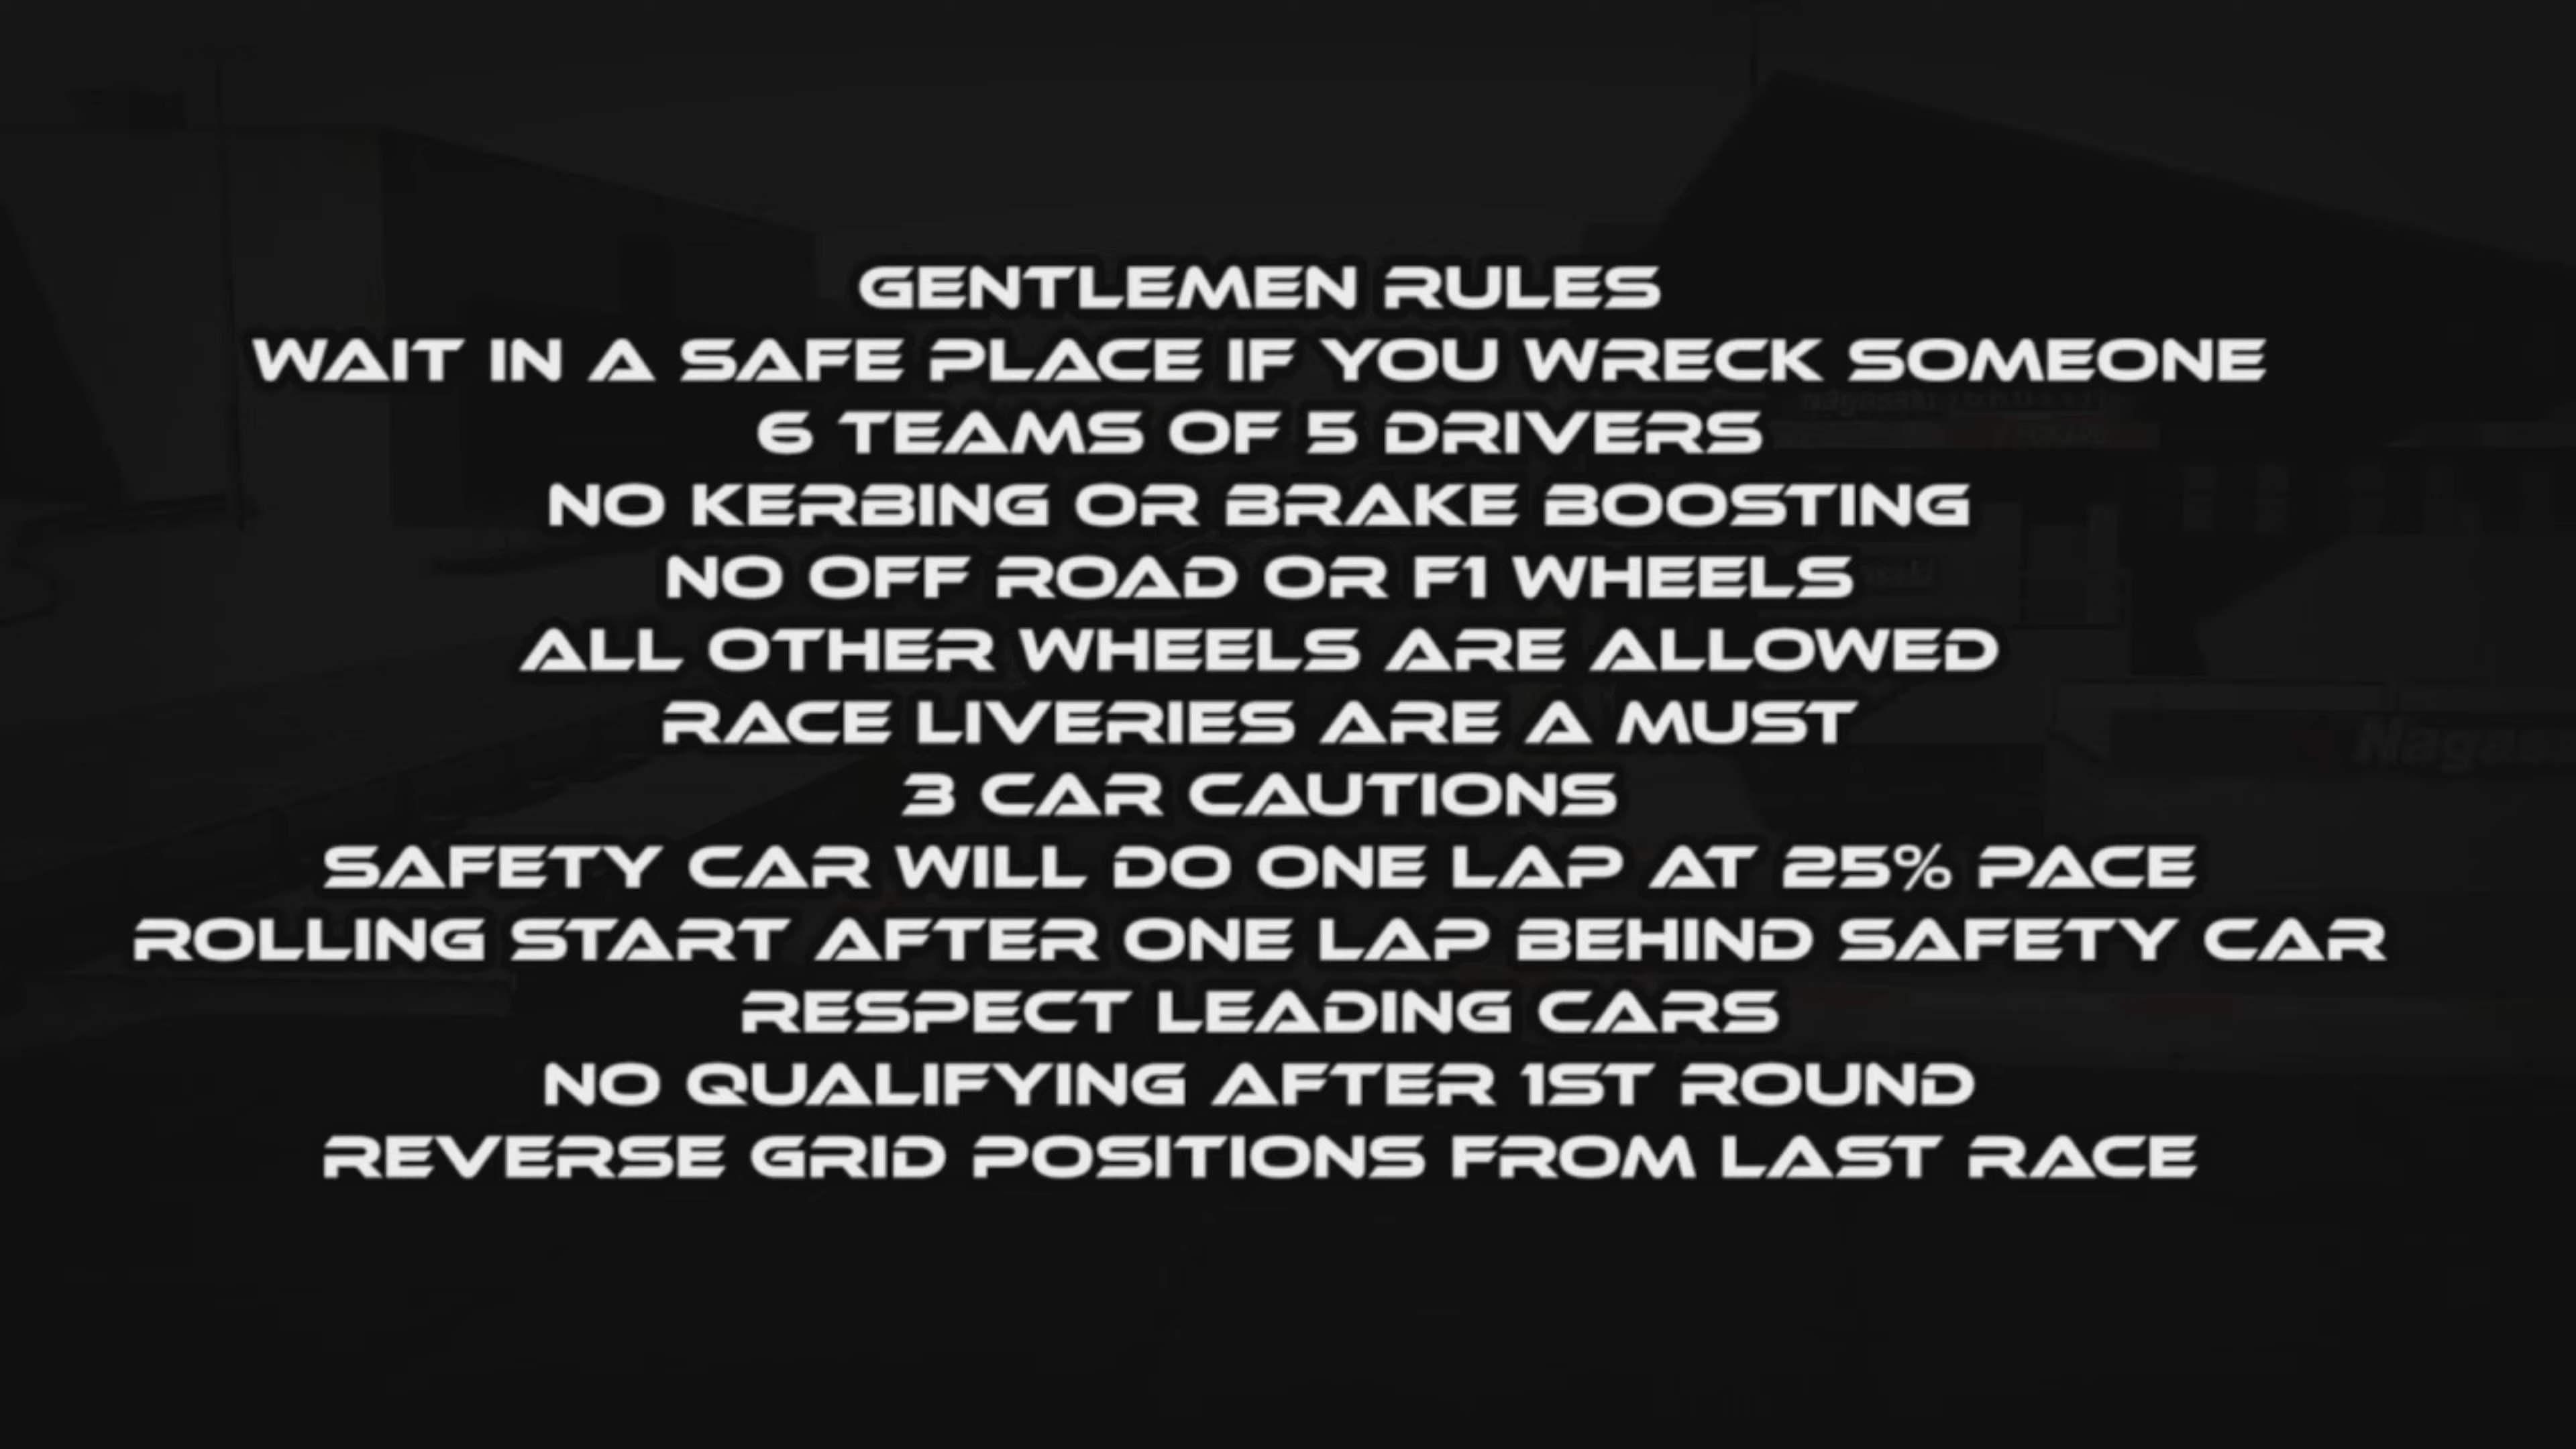 GENTLEMEN RULES
WAIT IN A SAFE PLACE IF YOU WRECK SOMEONE
6 TEAMS OF 5 DRIVERS
NO KERBING OR BRAKE BOOSTING
NO OFF ROAD OR F1 WHEELS
ALL OTHER WHEELS ARE ALLOWED
RACE LIVERIES ARE A MUST
3 CAR CAUTIONS
SAFETY CAR WILL DO ONE LAP AT 25% PACE
ROLLING START AFTER ONE LAP BEHIND SAFETY CAR
RESPECT LEADING CARS
NO QUALIFYING AFTER 1ST ROUND
REVERSE GRID POSITIONS FROM LAST RACE